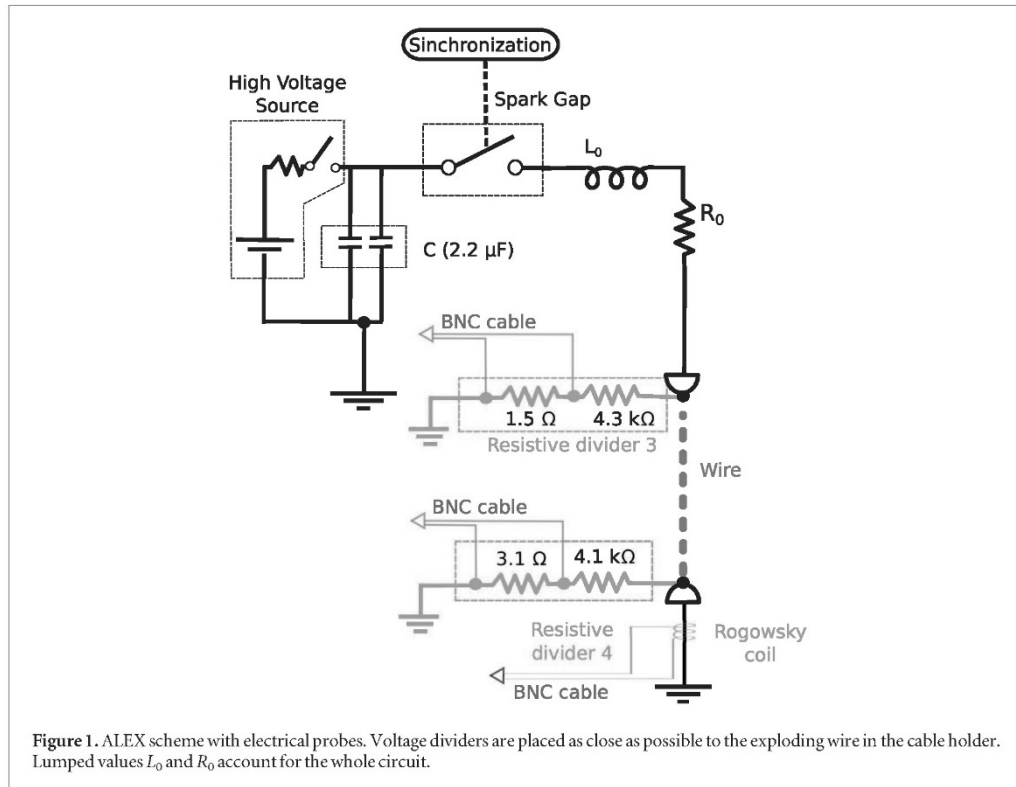 Sinchronization
High Voltage
Source
Spark Gap
L₀
R₀
C (2.2 μF)
BNC cable
1.5 Ω 4.3 kΩ
Resistive divider 3
Wire
BNC cable
3.1 Ω 4.1 kΩ
Resistive
divider 4
Rogowsky
coil
BNC cable
Figure 1. ALEX scheme with electrical probes. Voltage dividers are placed as close as possible to the exploding wire in the cable holder.
Lumped values L₀ and R₀ account for the whole circuit.